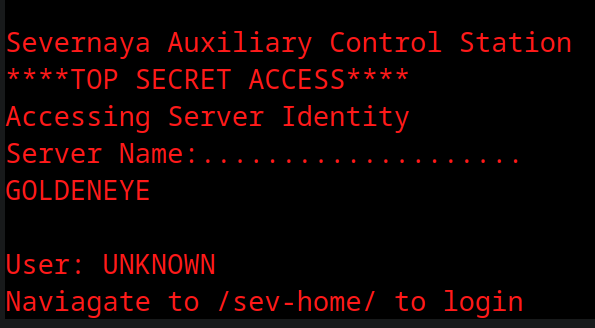 Severnaya Auxiliary Control Station
****TOP SECRET ACCESS****
Accessing Server Identity
Server Name:....................
GOLDENEYE
User: UNKNOWN
Naviagate to /sev-home/ to login